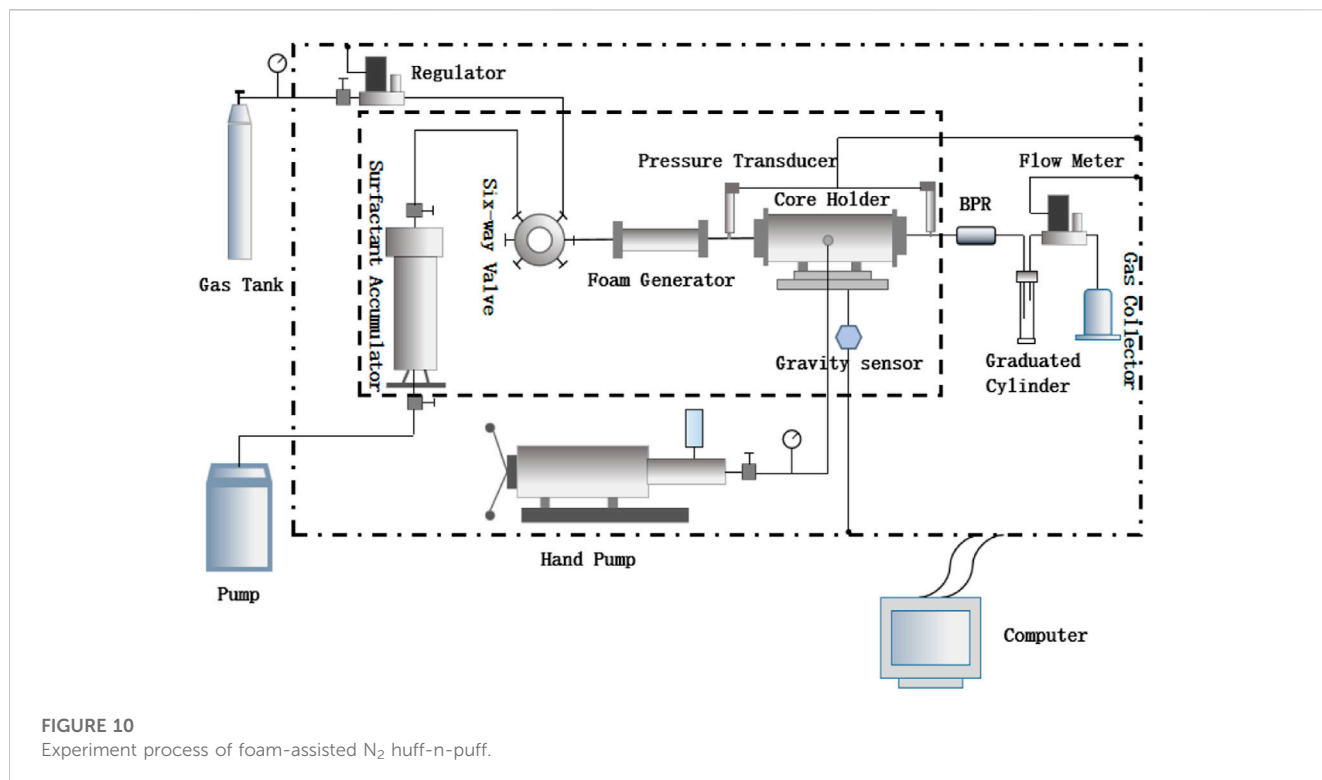 Regulator
Gas Tank
Surfactant Accumulator
Six-way Valve
Pressure Transducer
Core Holder
Flow Meter
BPR
Foam Generator
Gravity sensor
Graduated
Cylinder
Gas Collector
Hand Pump
Pump
Computer
FIGURE 10
Experiment process of foam-assisted N₂ huff-n-puff.